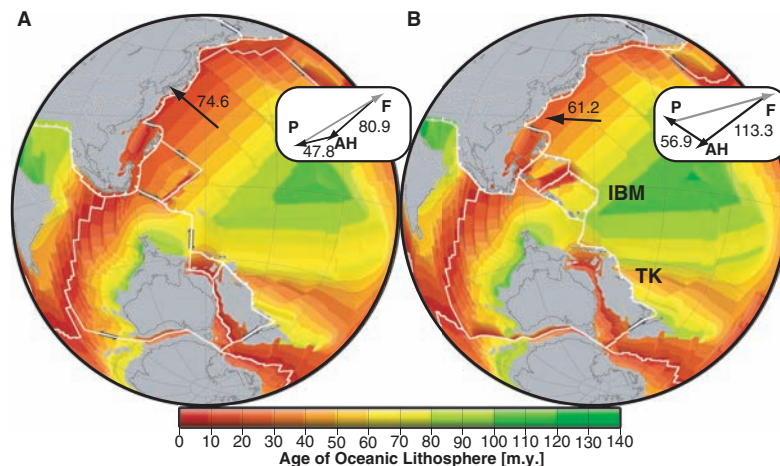 A
74.6
P
F
80.9
AH
47.8
B
61.2
P
F
56.9
113.3
AH
IBM
TK
0 10 20 30 40 50 60 70 80 90 100 110 120 130 140
Age of Oceanic Lithosphere [m.y.]